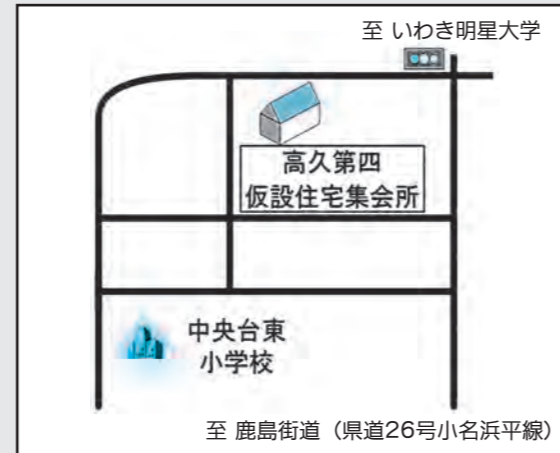 至 いわき明星大学
高久第四
仮設住宅集会所
中央台東
小学校
至 鹿島街道（県道26号小名浜平線）